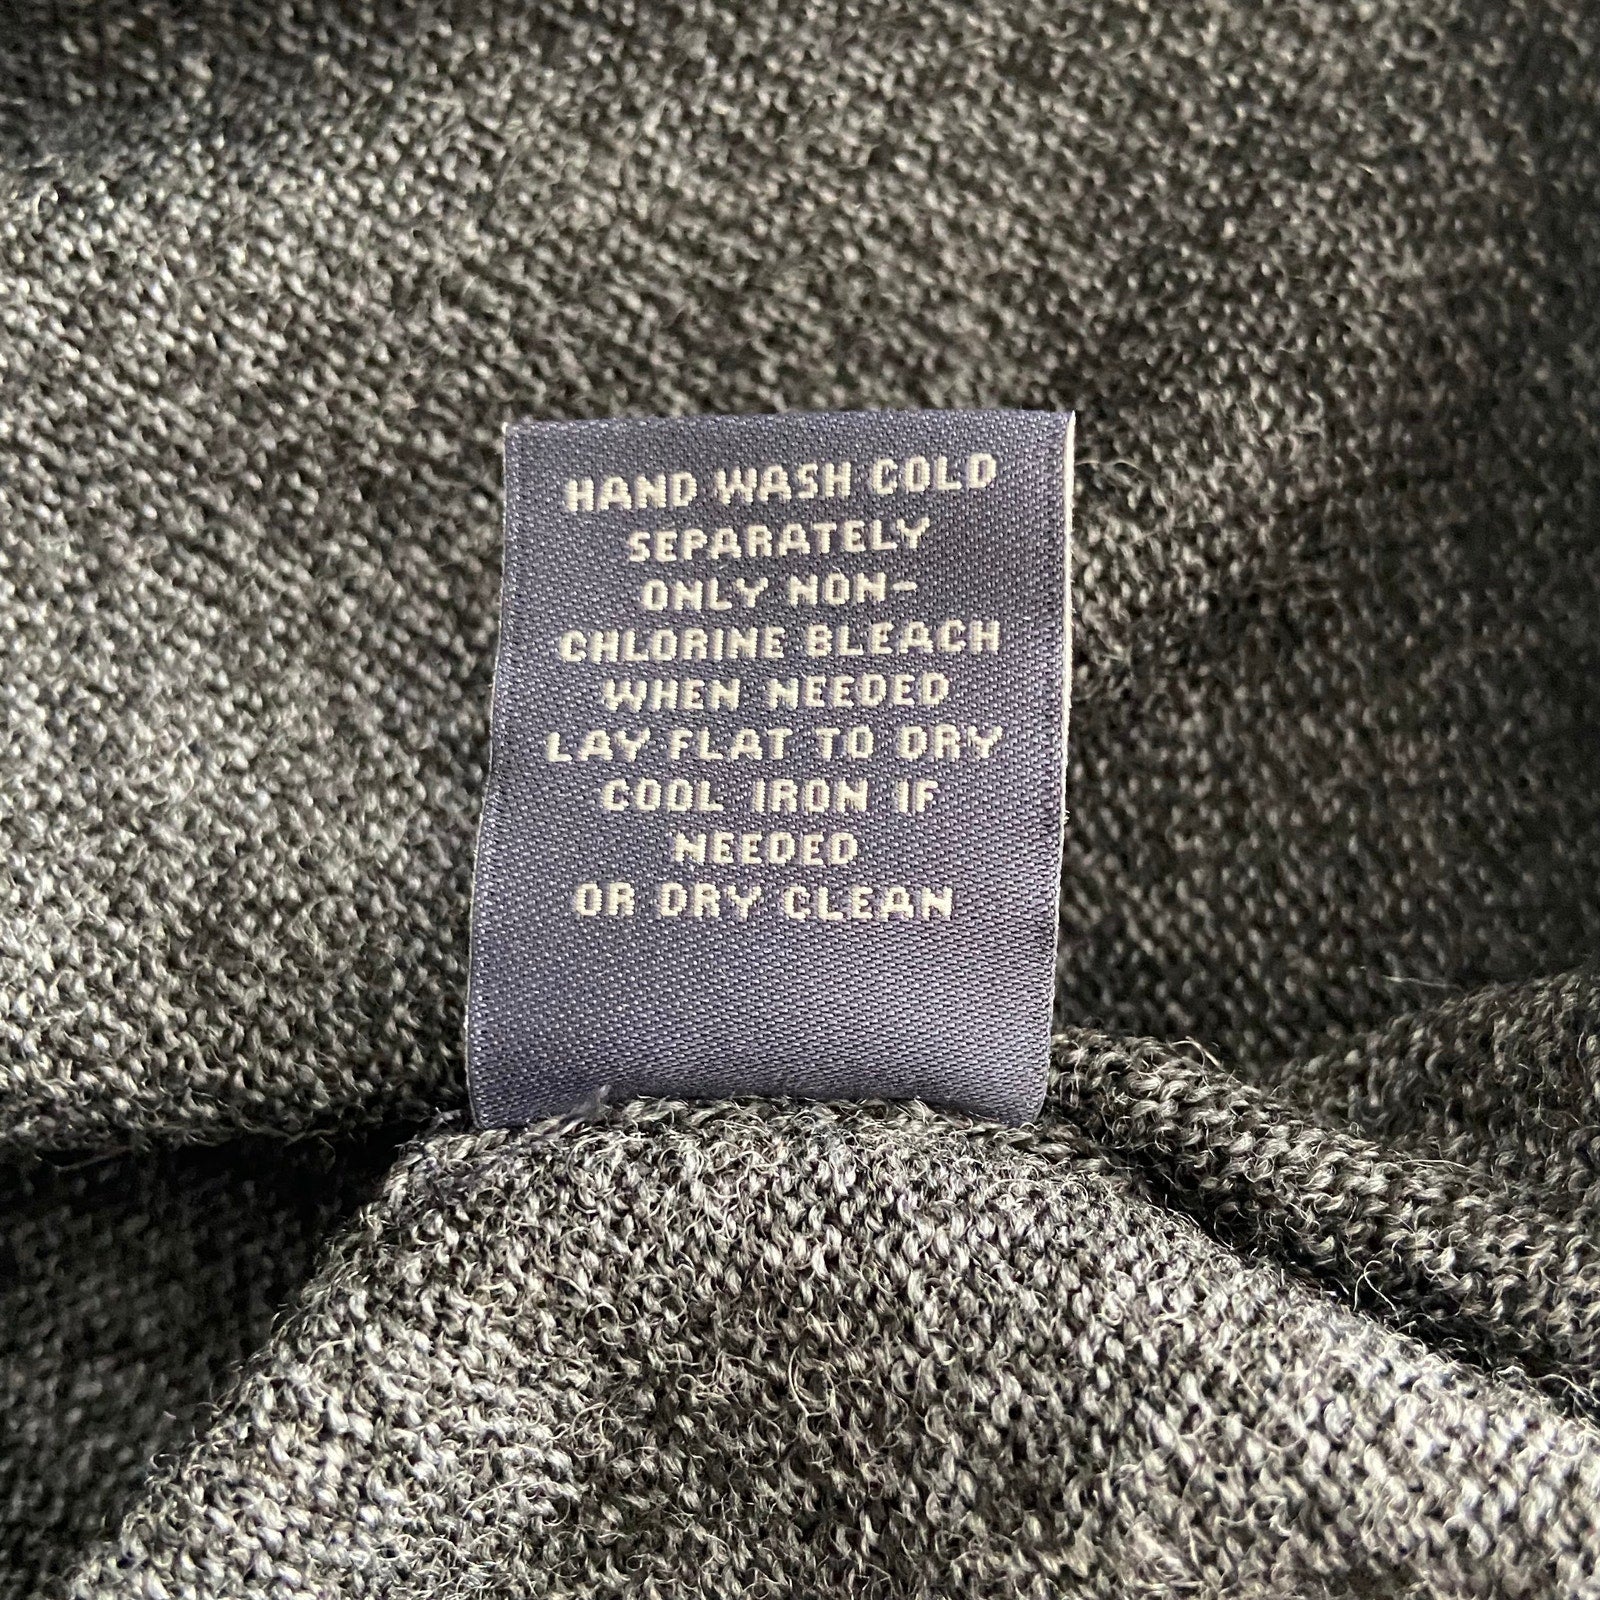 HAND WASH COLD
SEPARATELY
ONLY NON-
CHLORINE BLEACH
WHEN NEEDED
LAY FLAT TO DRY
COOL IRON IF
NEEDED
OR DRY CLEAN